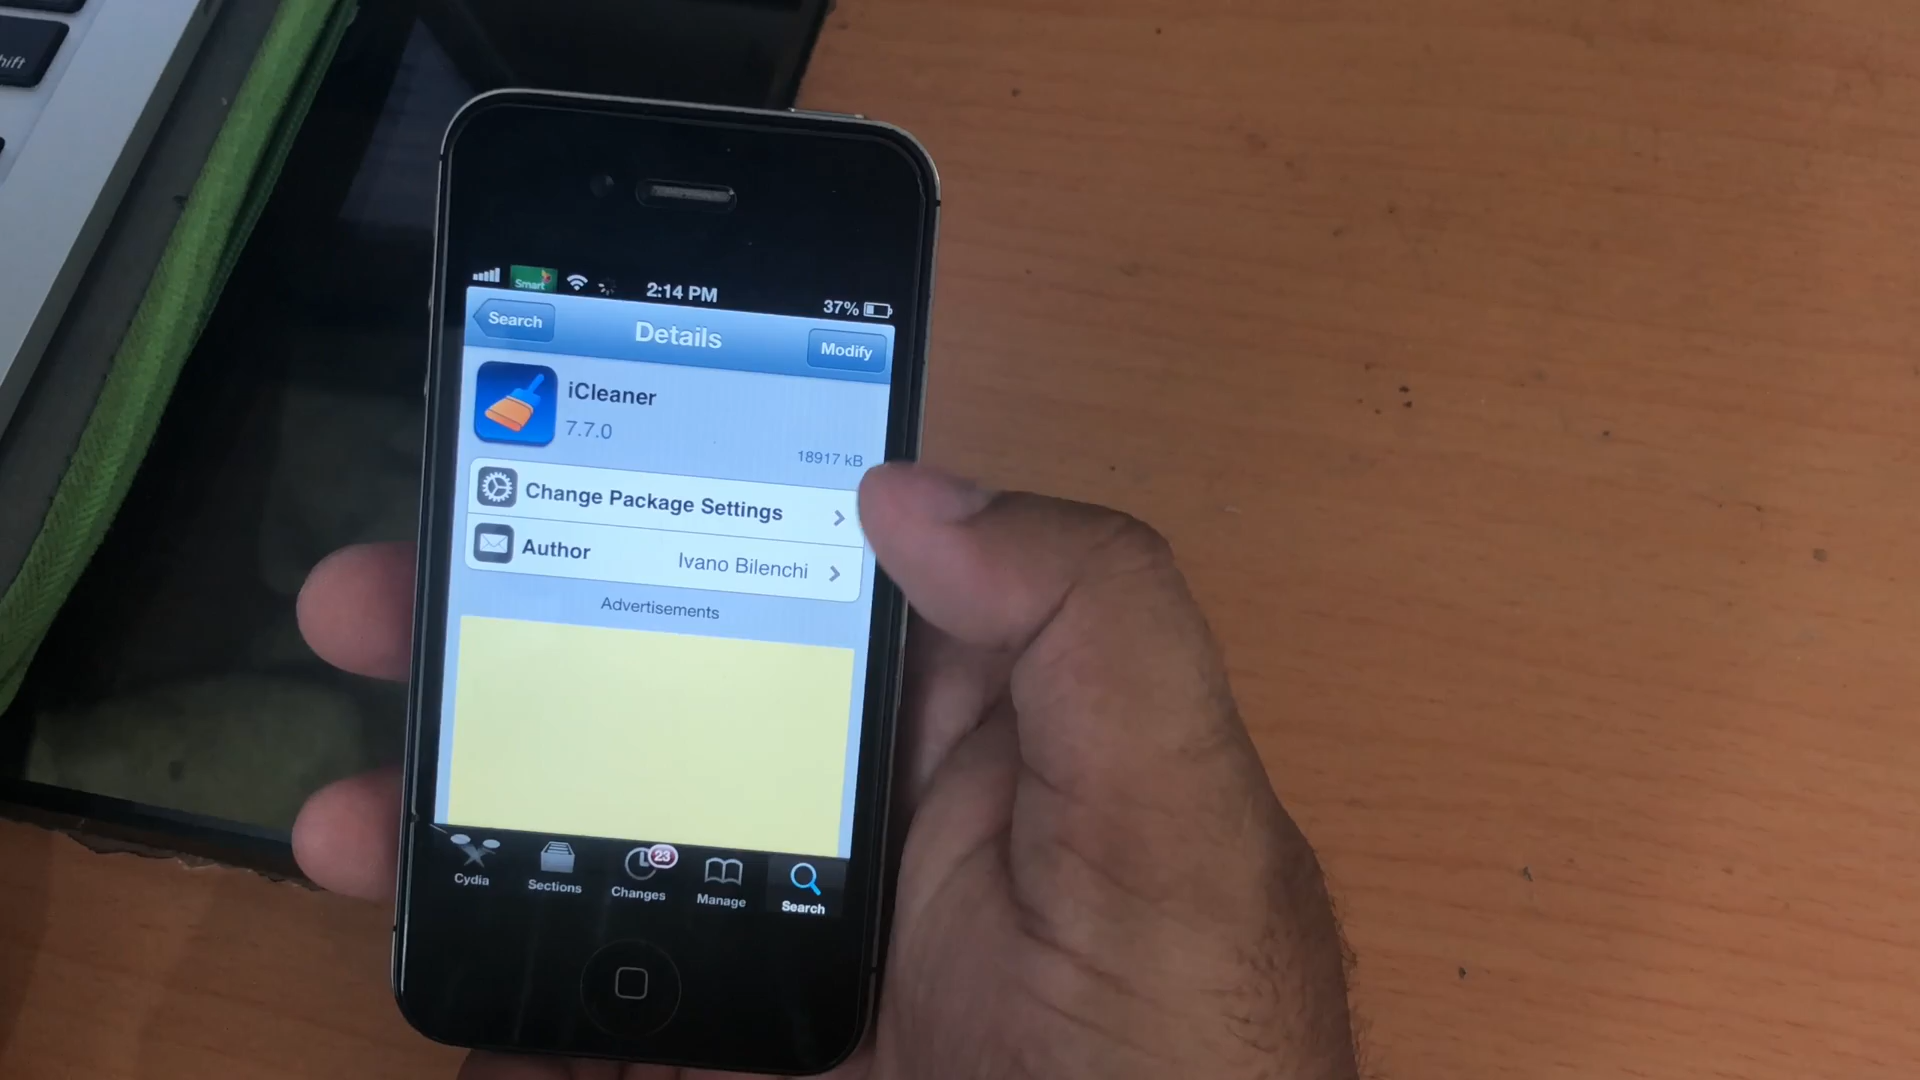 hift
Smart
2:14 PM
37%
Search
Details
Modify
iCleaner
7.7.0
18917 kB
Change Package Settings
Author
Ivano Bilenchi
Advertisements
Cydia
Sections
23
Changes
Manage
Search